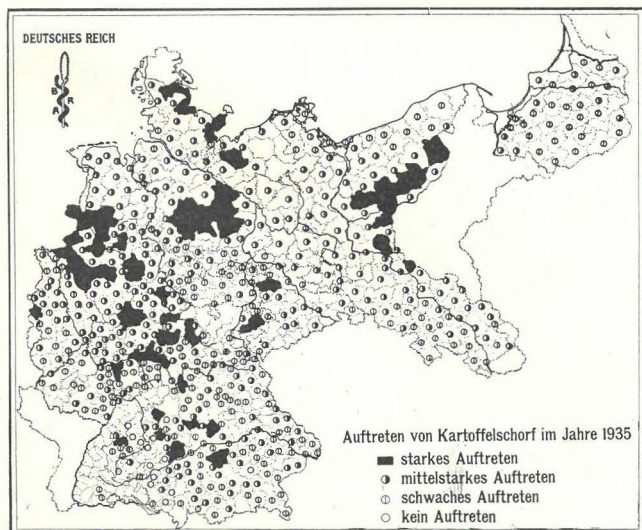 DEUTSCHES REICH
B
R
A
Auftreten von Kartoffelschorf im Jahre 1935
starkes Auftreten
mittelstarkes Auftreten
schwaches Auftreten
kein Auftreten